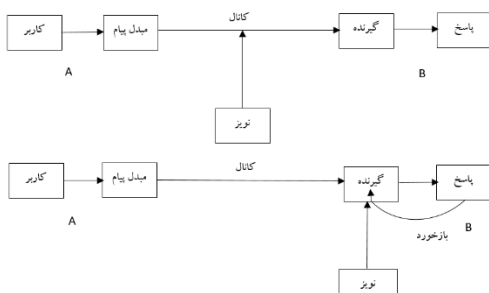 کاربر
مبدل پیام
کانال
گیرنده
پاسخ
A
B
نویز
کاربر
مبدل پیام
کانال
گیرنده
پاسخ
A
B
بازخورد
نویز